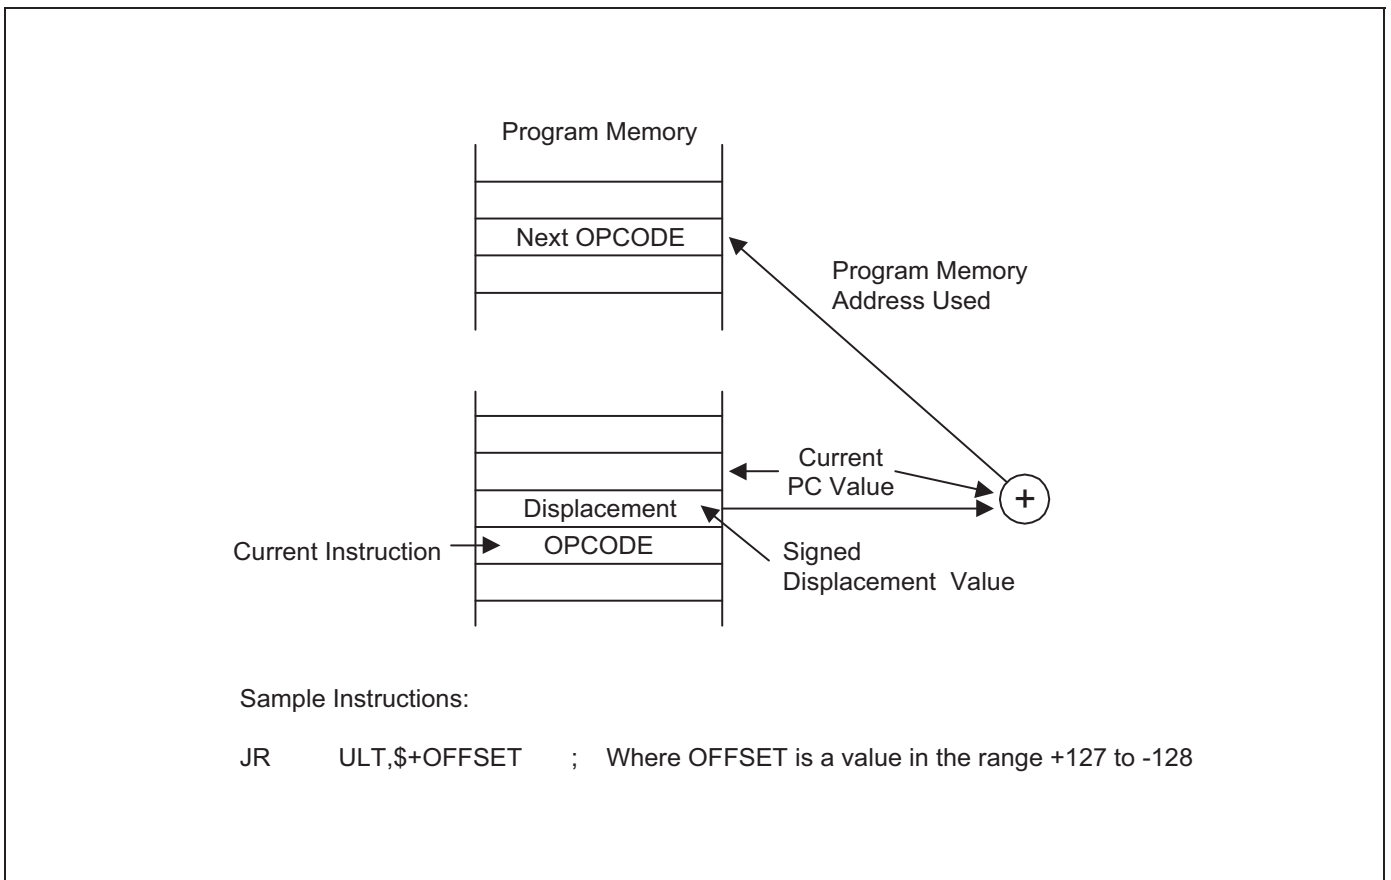 Program Memory
Next OPCODE
Program Memory
Address Used
Current
PC Value
+
Displacement
Current Instruction
OPCODE
Signed
Displacement Value
Sample Instructions:
JR ULT,$+OFFSET ; Where OFFSET is a value in the range +127 to -128